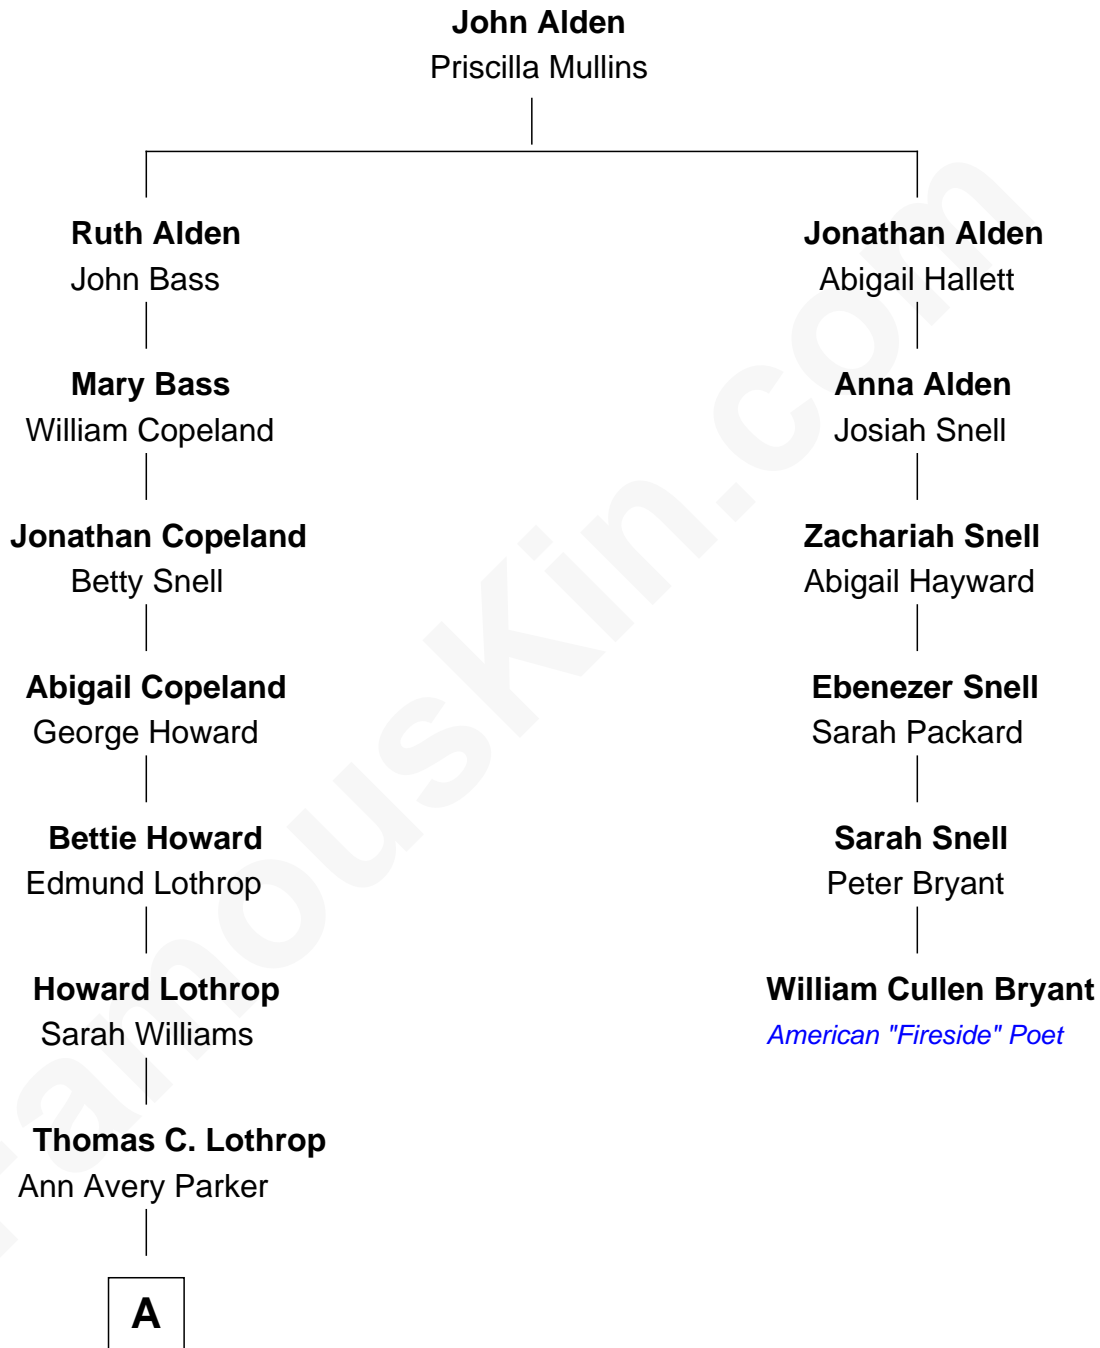 John Alden
Priscilla Mullins
Ruth Alden
John Bass
Mary Bass
William Copeland
Jonathan Copeland
Betty Snell
Abigail Copeland
George Howard
Bettie Howard
Edmund Lothrop
Howard Lothrop
Sarah Williams
Thomas C. Lothrop
Ann Avery Parker
A
Jonathan Alden
Abigail Hallett
Anna Alden
Josiah Snell
Zachariah Snell
Abigail Hayward
Ebenezer Snell
Sarah Packard
Sarah Snell
Peter Bryant
William Cullen Bryant
American "Fireside" Poet
FamousKin.com